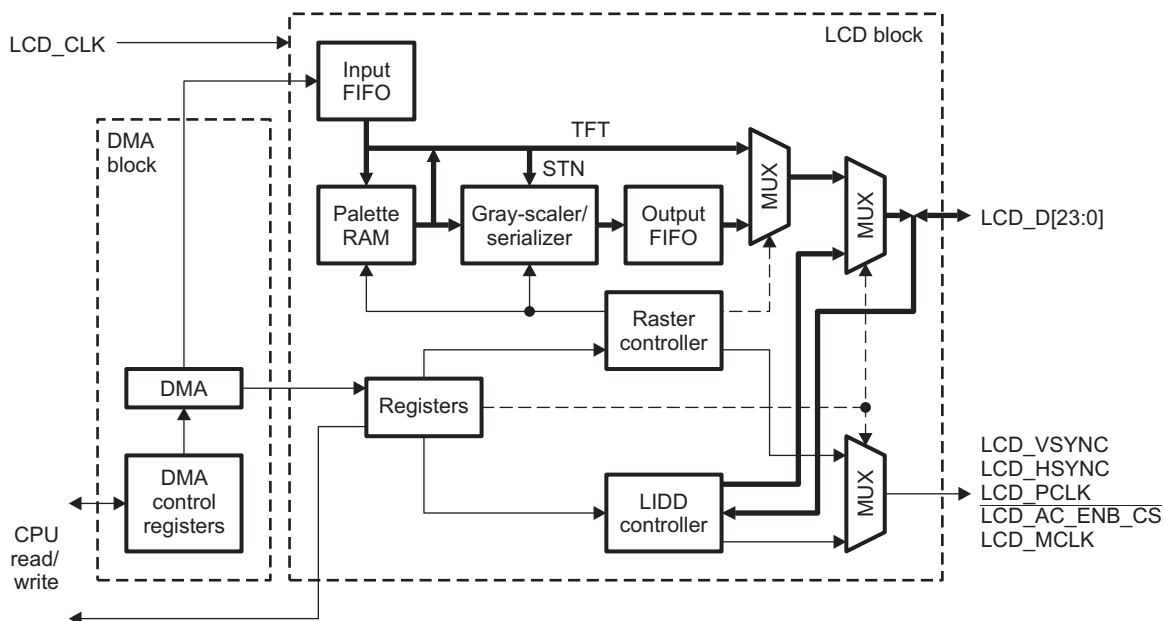 LCD_CLK
LCD block
Input
FIFO
DMA
block
TFT
STN
MUX
MUX
Palette
RAM
Gray-scaler/
serializer
Output
FIFO
LCD_D[23:0]
Raster
controller
DMA
Registers
DMA
control
registers
CPU
read/
write
LIDD
controller
MUX
LCD_VSYNC
LCD_HSYNC
LCD_PCLK
LCD_AC_ENB_CS
LCD_MCLK